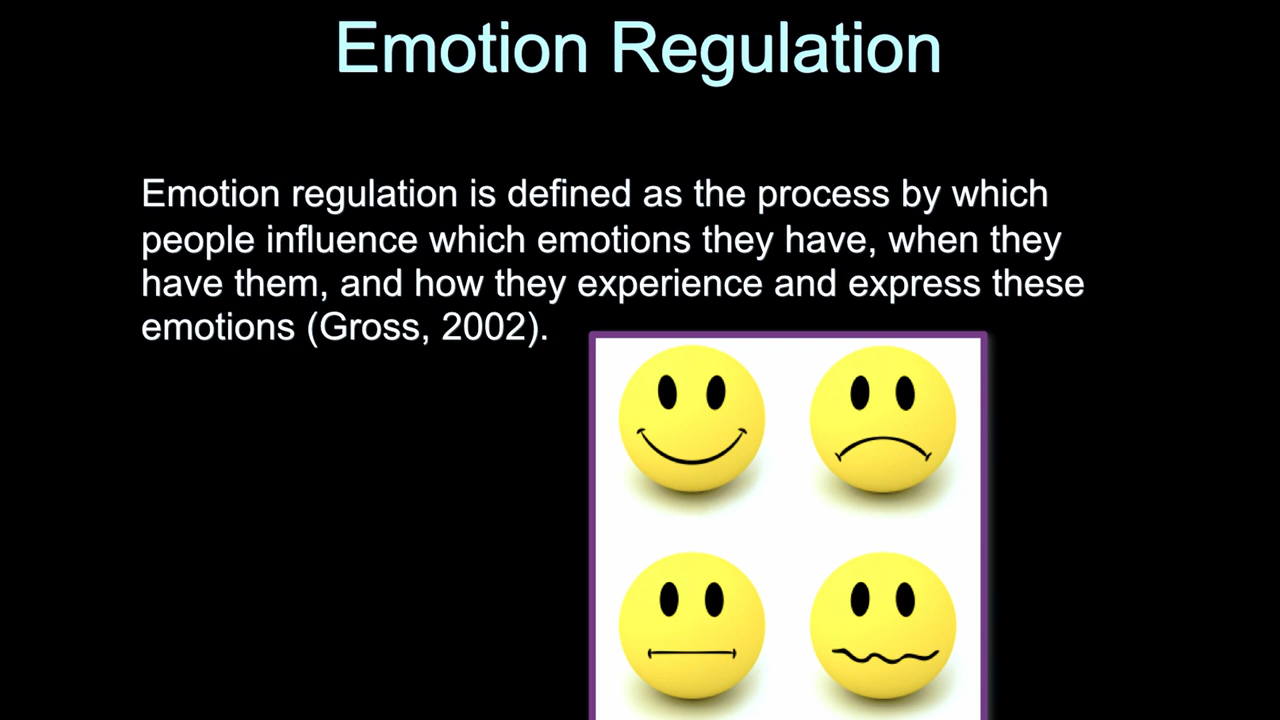 Emotion Regulation
Emotion regulation is defined as the process by which
people influence which emotions they have, when they
have them, and how they experience and express these
emotions (Gross, 2002).